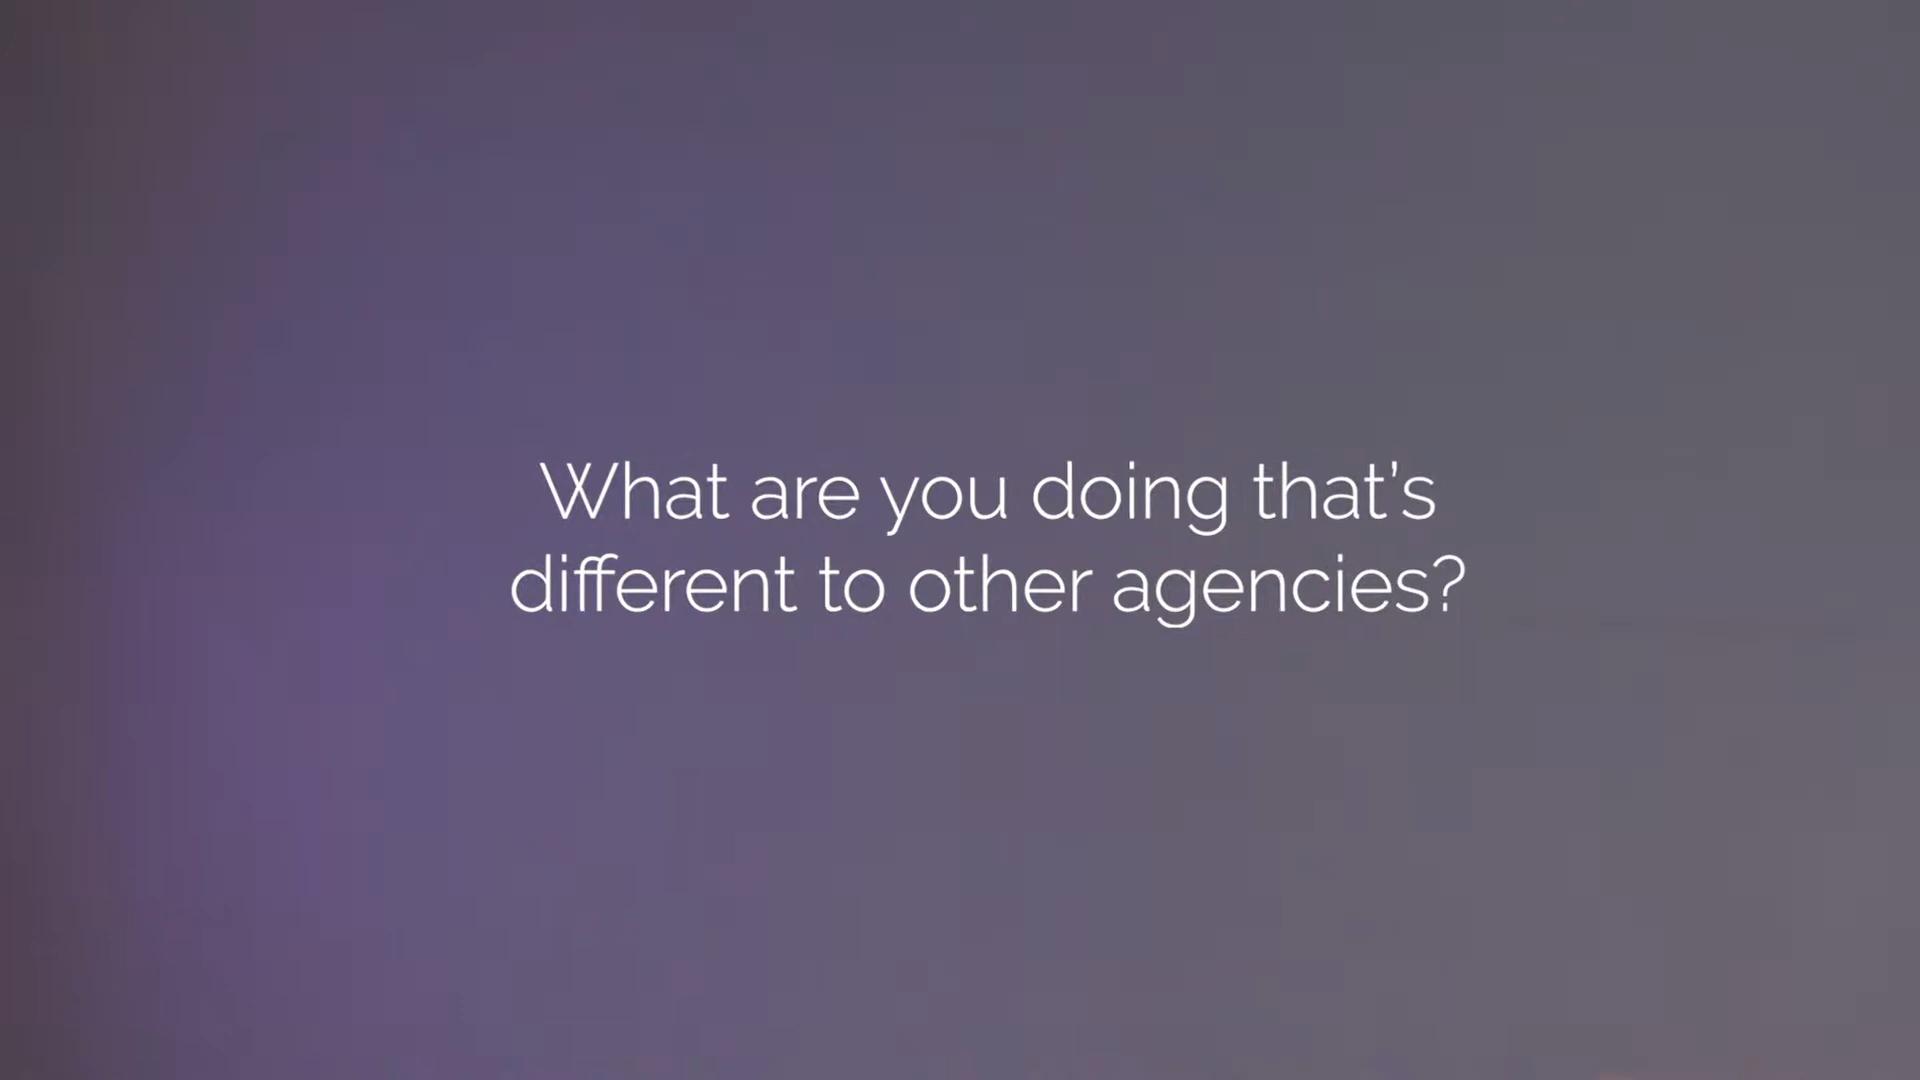 What are you doing that’s
different to other agencies?